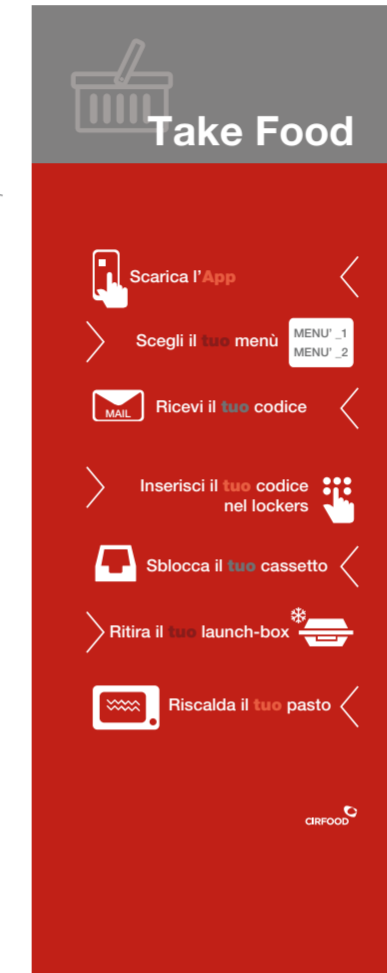 Take Food
Scarica l'App
Scegli il tuo menù
MENU' _1
MENU' _2
MAIL
Ricevi il tuo codice
Inserisci il tuo codice
nel lockers
Sblocca il tuo cassetto
Ritira il tuo launch-box
Riscalda il tuo pasto
CIRFOOD